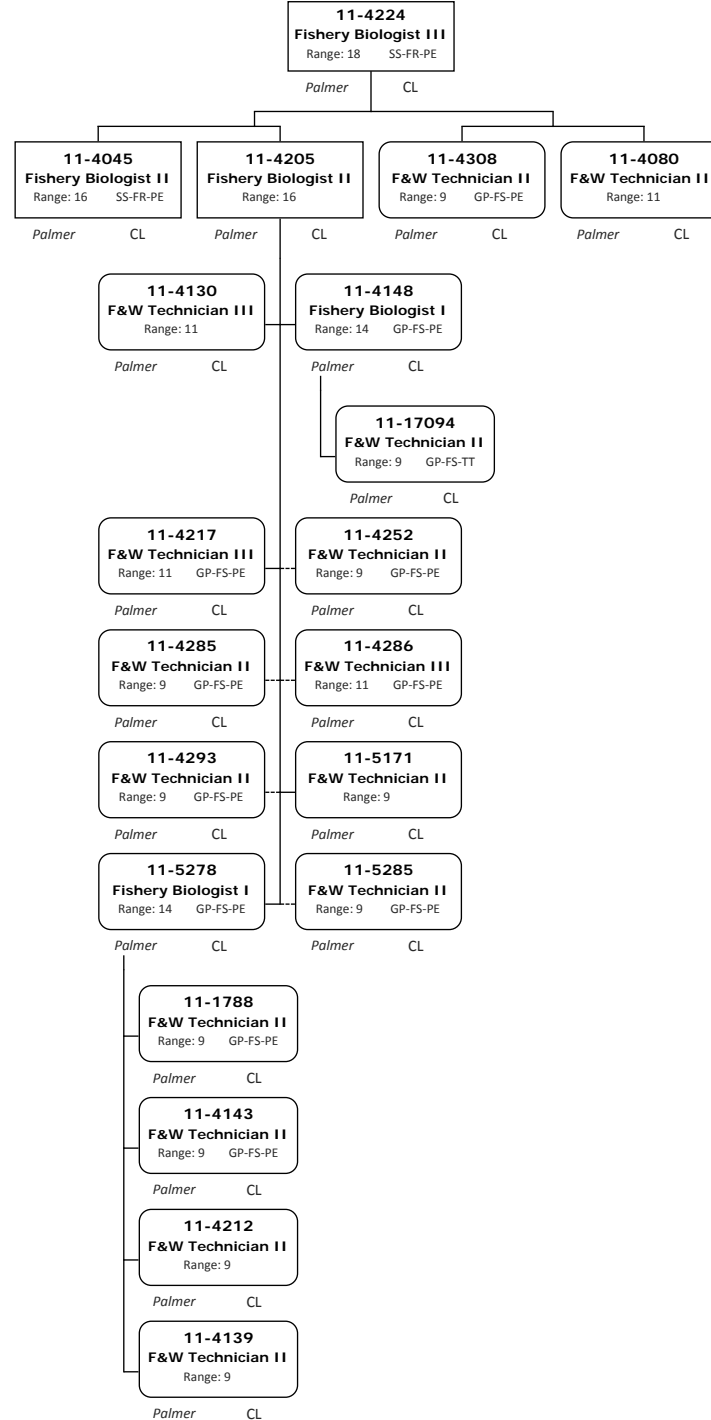 11-4224
Fishery Biologist III
Range: 18 SS-FR-PE
Palmer CL
11-4045
Fishery Biologist II
Range: 16 SS-FR-PE
Palmer CL
11-4205
Fishery Biologist II
Range: 16
Palmer CL
11-4308
F&W Technician II
Range: 9 GP-FS-PE
Palmer CL
11-4080
F&W Technician II
Range: 11
Palmer CL
11-4130
F&W Technician III
Range: 11
Palmer CL
11-4148
Fishery Biologist I
Range: 14 GP-FS-PE
Palmer CL
11-17094
F&W Technician II
Range: 9 GP-FS-TT
Palmer CL
11-4217
F&W Technician III
Range: 11 GP-FS-PE
Palmer CL
11-4252
F&W Technician II
Range: 9 GP-FS-PE
Palmer CL
11-4285
F&W Technician II
Range: 9 GP-FS-PE
Palmer CL
11-4286
F&W Technician III
Range: 11 GP-FS-PE
Palmer CL
11-4293
F&W Technician II
Range: 9 GP-FS-PE
Palmer CL
11-5171
F&W Technician II
Range: 9
Palmer CL
11-5278
Fishery Biologist I
Range: 14 GP-FS-PE
Palmer CL
11-5285
F&W Technician II
Range: 9 GP-FS-PE
Palmer CL
11-1788
F&W Technician II
Range: 9 GP-FS-PE
Palmer CL
11-4143
F&W Technician II
Range: 9 GP-FS-PE
Palmer CL
11-4212
F&W Technician II
Range: 9
Palmer CL
11-4139
F&W Technician II
Range: 9
Palmer CL